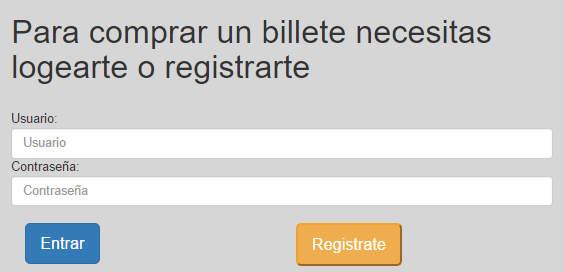 Para comprar un billete necesitas
logearte o registrarte
Usuario:
Usuario
Contraseña:
Contraseña
Entrar
Registrate